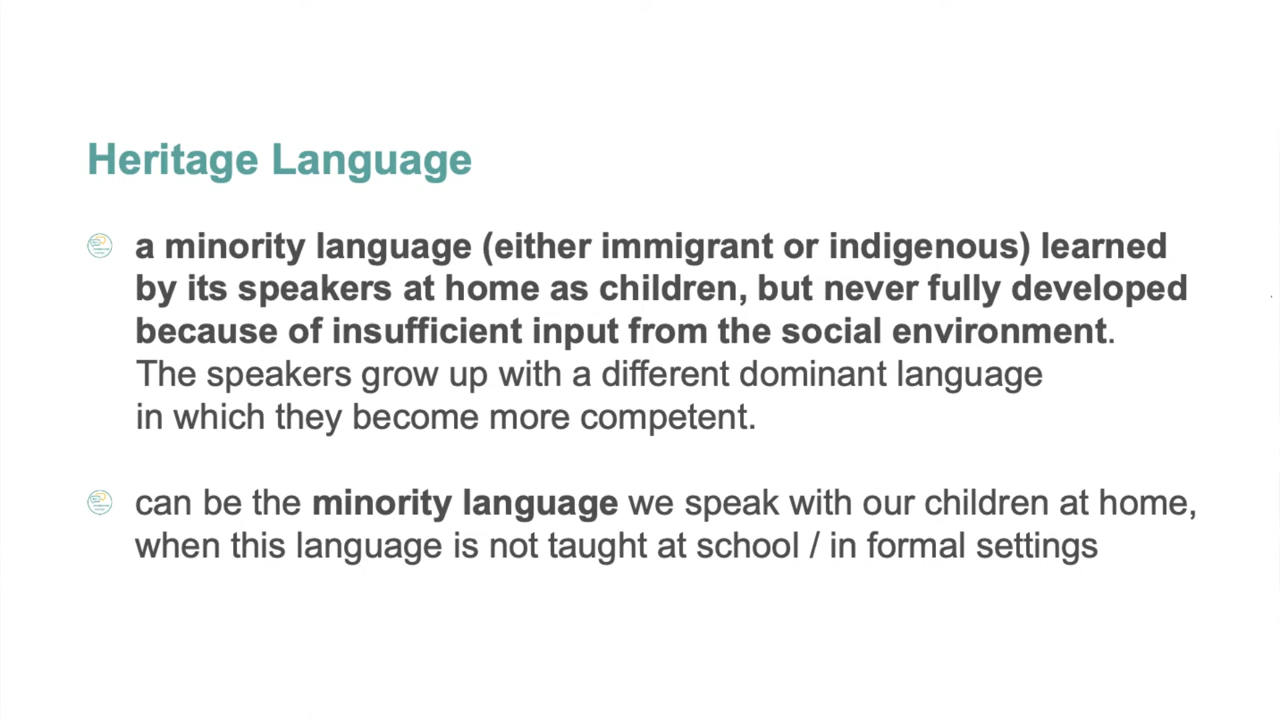 Heritage Language
a minority language (either immigrant or indigenous) learned
by its speakers at home as children, but never fully developed
because of insufficient input from the social environment.
The speakers grow up with a different dominant language
in which they become more competent.
can be the minority language we speak with our children at home,
when this language is not taught at school / in formal settings